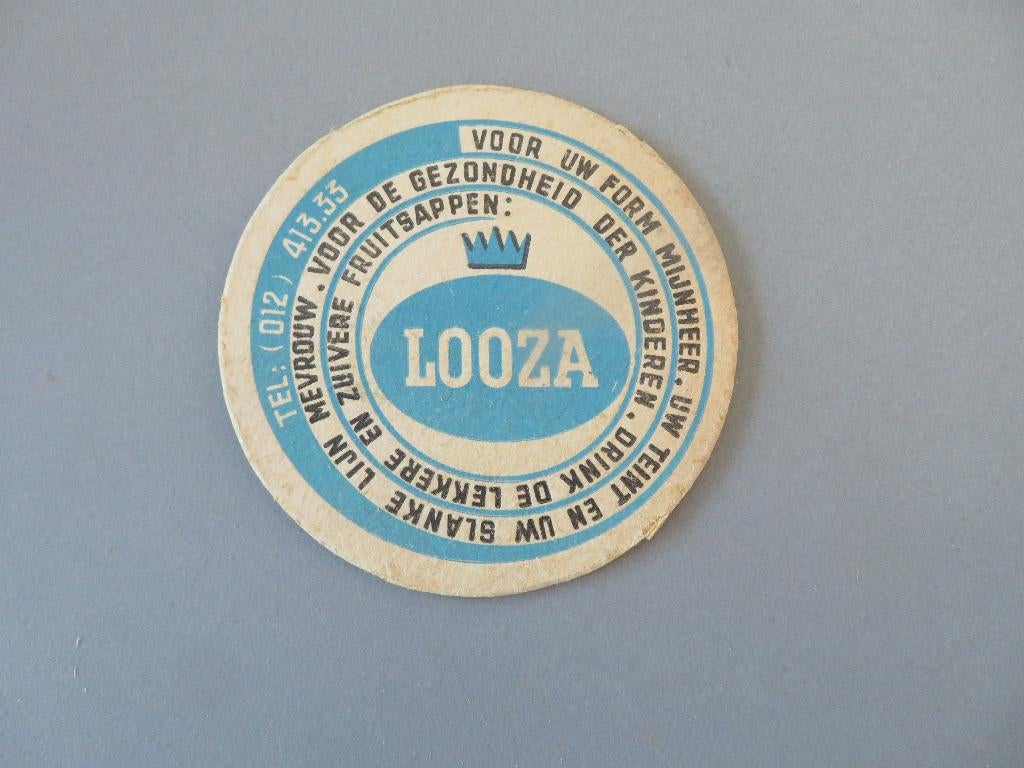 TEL: (012) 413.33
VOOR UW FORM MIJNHEER. UW TEINT EN UW SLANKE LIJN MEVROUW. VOOR DE GEZONDHEID DER KINDEREN. DRINK DE LEKKERE EN ZUIVERE FRUITSAPPEN:
LOOZA